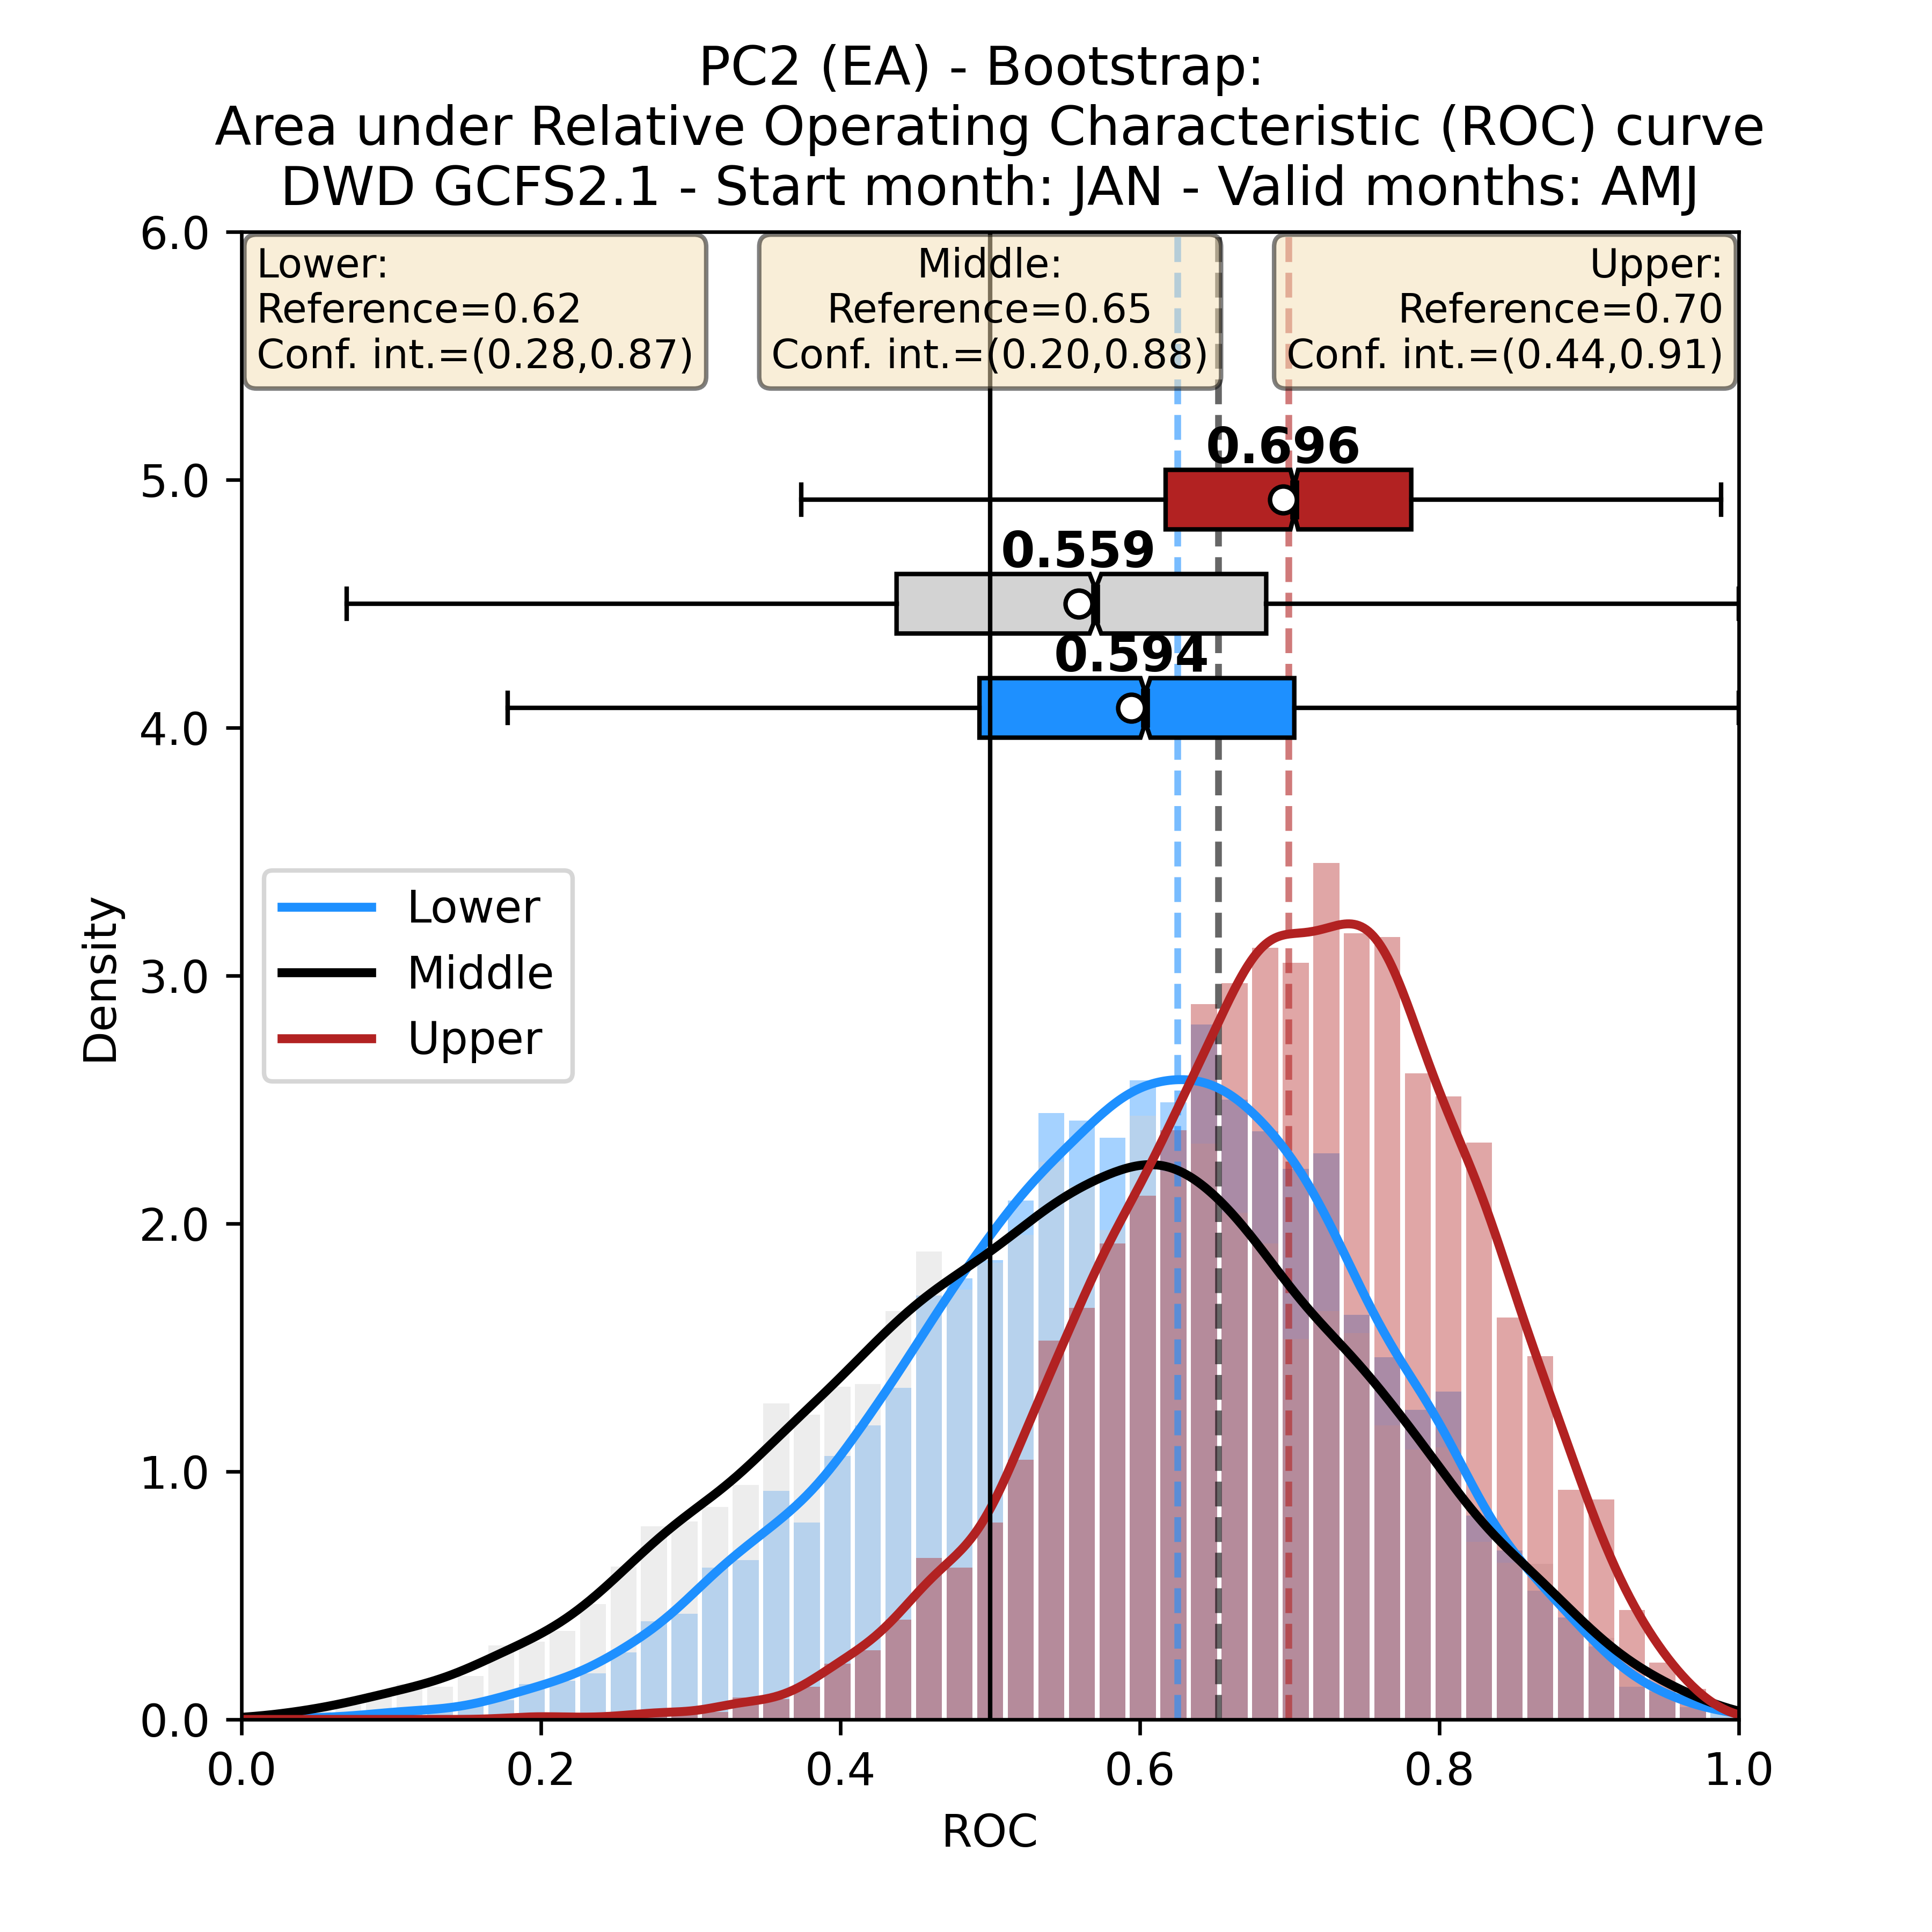 PC2 (EA) - Bootstrap:
Area under Relative Operating Characteristic (ROC) curve
DWD GCFS2.1 - Start month: JAN - Valid months: AMJ
6.0
Lower:
Reference=0.62
Conf. int.=(0.28,0.87)
Middle:
Reference=0.65
Conf. int.=(0.20,0.88)
Upper:
Reference=0.70
Conf. int.=(0.44,0.91)
0.696
5.0
0.559
0.594
4.0
Lower
Middle
Upper
Density
3.0
2.0
1.0
0.0
0.0 0.2 0.4 0.6 0.8 1.0
ROC